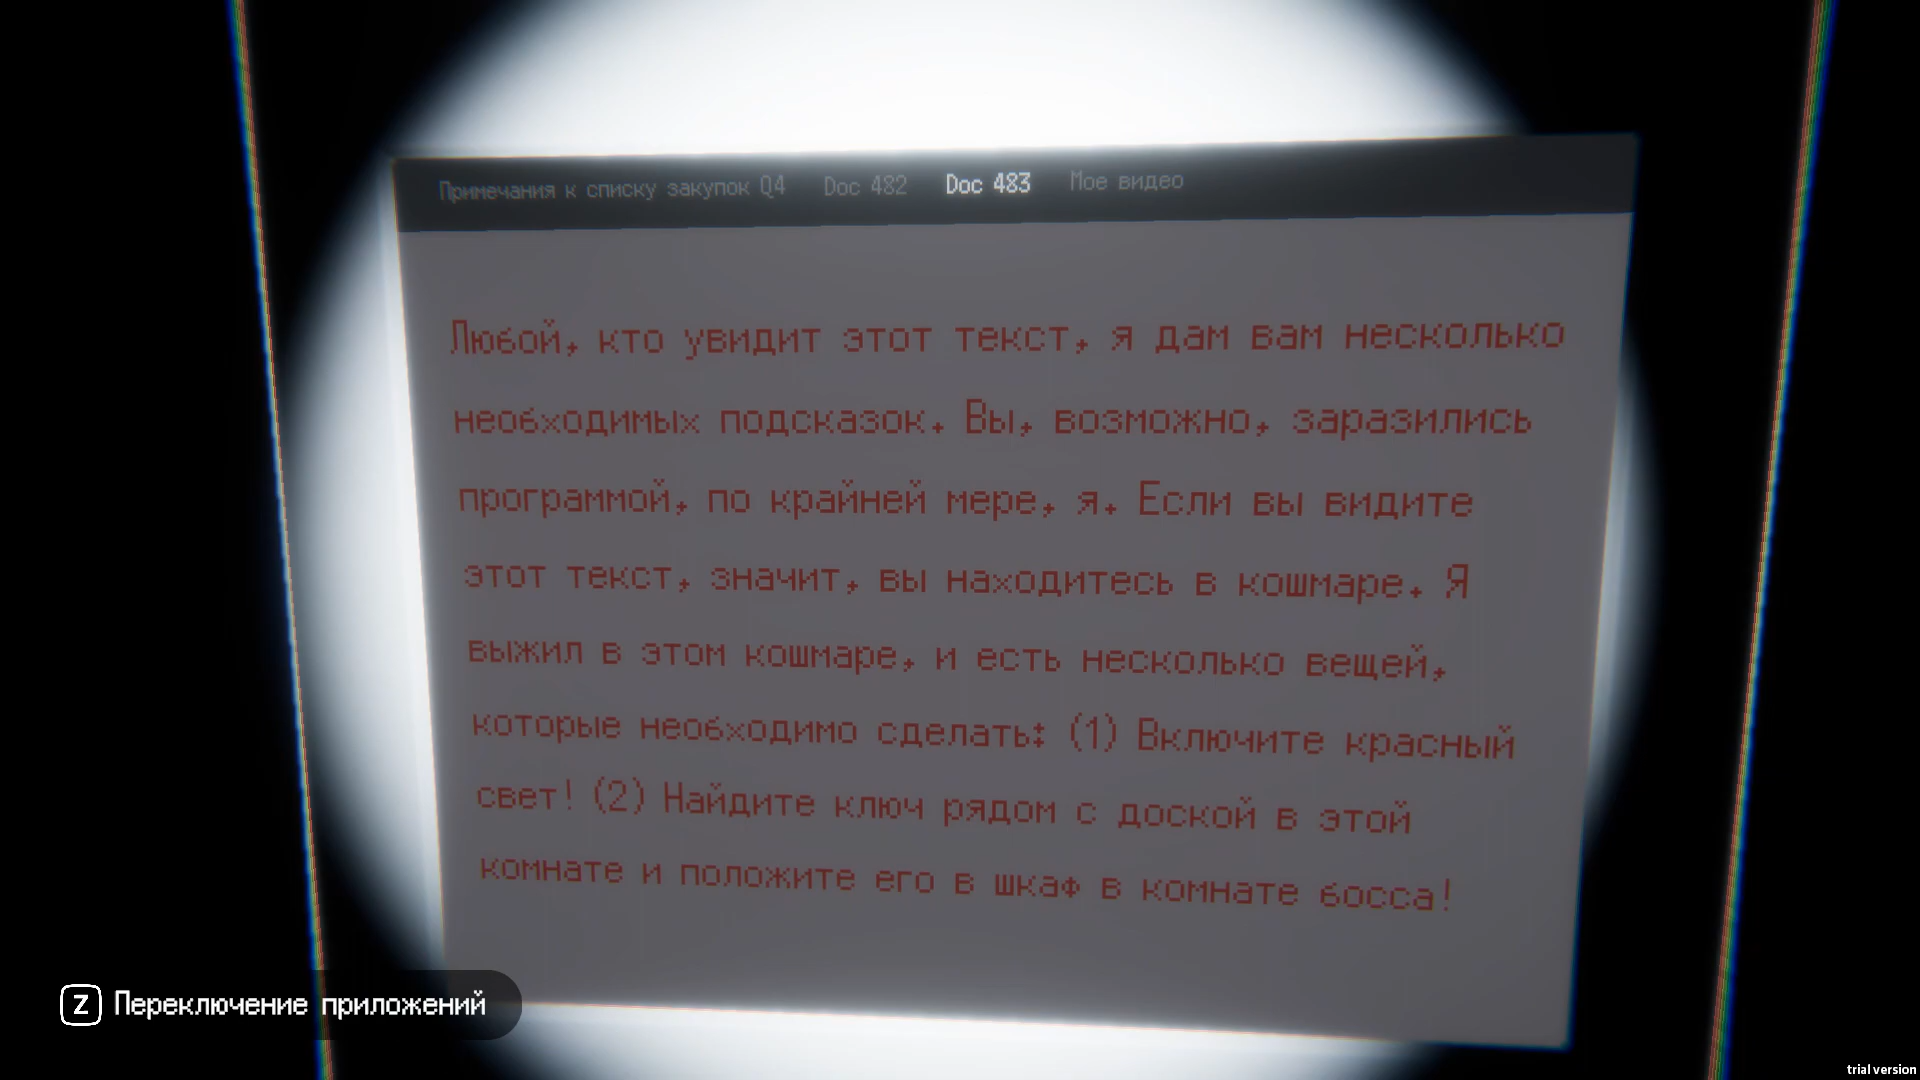 Примечания к списку закупок Q4 Doc 482 Doc 483 Мое видео
Любой, кто увидит этот текст, я дам вам несколько
необходимых подсказок. Вы, возможно, заразились
программой, по крайней мере, я. Если вы видите
этот текст, значит, вы находитесь в кошмаре. Я
выжил в этом кошмаре, и есть несколько вещей,
которые необходимо сделать: (1) Включите красный
свет! (2) Найдите ключ рядом с доской в этой
комнате и положите его в шкаф в комнате босса!
Z Переключение приложений
trial version